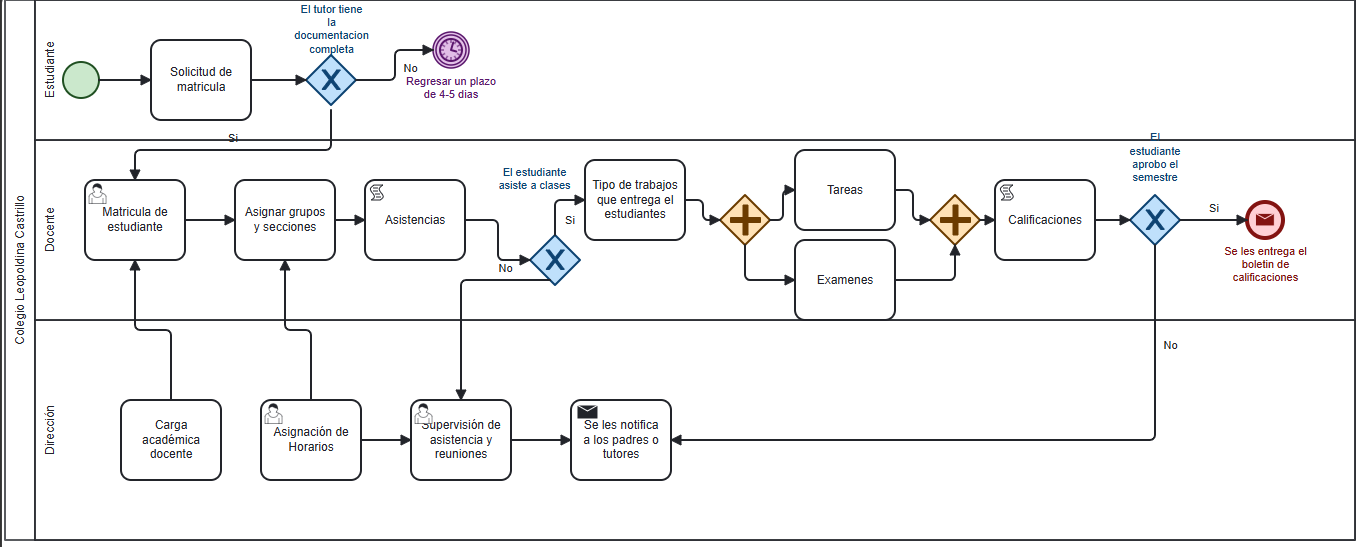 Colegio Leopoldina Castrillo
Estudiante
Solicitud de
matricula
El tutor tiene
la
documentacion
completa
No
Regresar un plazo
de 4-5 dias
Si
Docente
Matricula de
estudiante
Asignar grupos
y secciones
Asistencias
El estudiante
asiste a clases
Si
No
Tipo de trabajos
que entrega el
estudiantes
Tareas
Examenes
Calificaciones
El
estudiante
aprobo el
semestre
Si
Se les entrega el
boletin de
calificaciones
No
Dirección
Carga
académica
docente
Asignación de
Horarios
Supervisión de
asistencia y
reuniones
Se les notifica
a los padres o
tutores